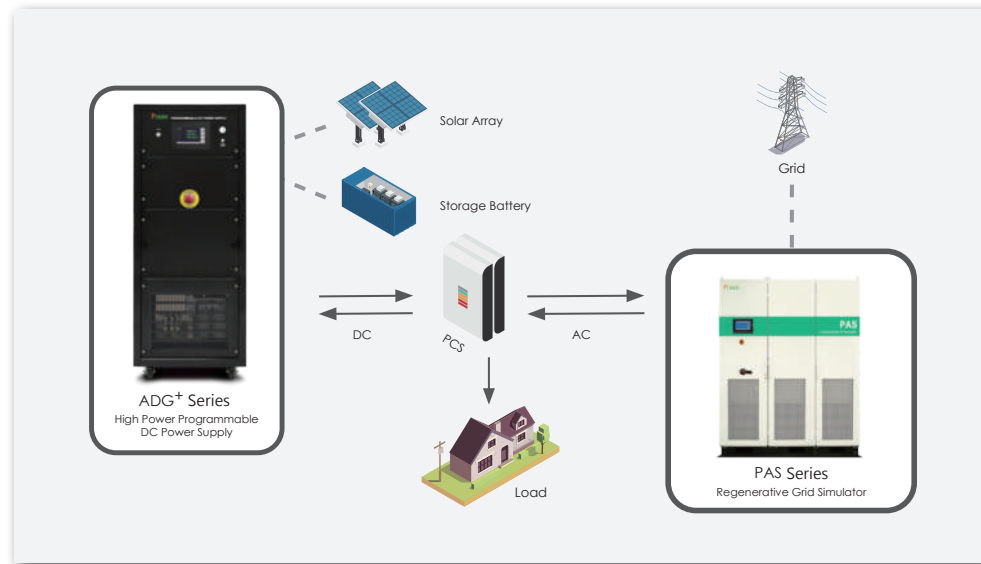 Solar Array
Storage Battery
Grid
DC
PCS
AC
ADG+ Series
High Power Programmable
DC Power Supply
Load
PAS
PAS Series
Regenerative Grid Simulator